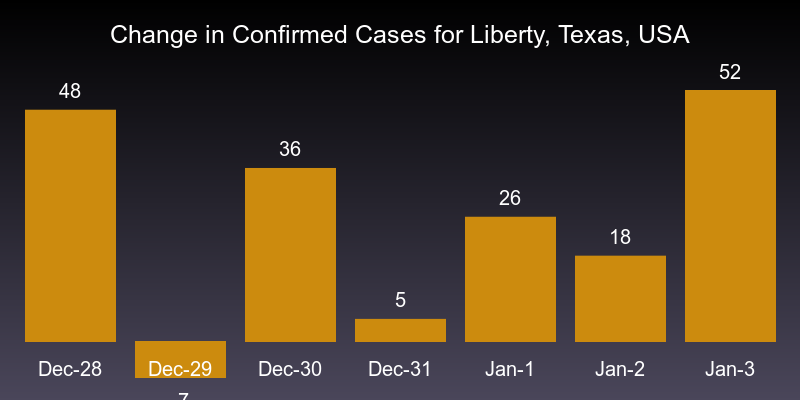 Change in Confirmed Cases for Liberty, Texas, USA
48
36
5
26
18
52
Dec-28
Dec-29
Dec-30
Dec-31
Jan-1
Jan-2
Jan-3